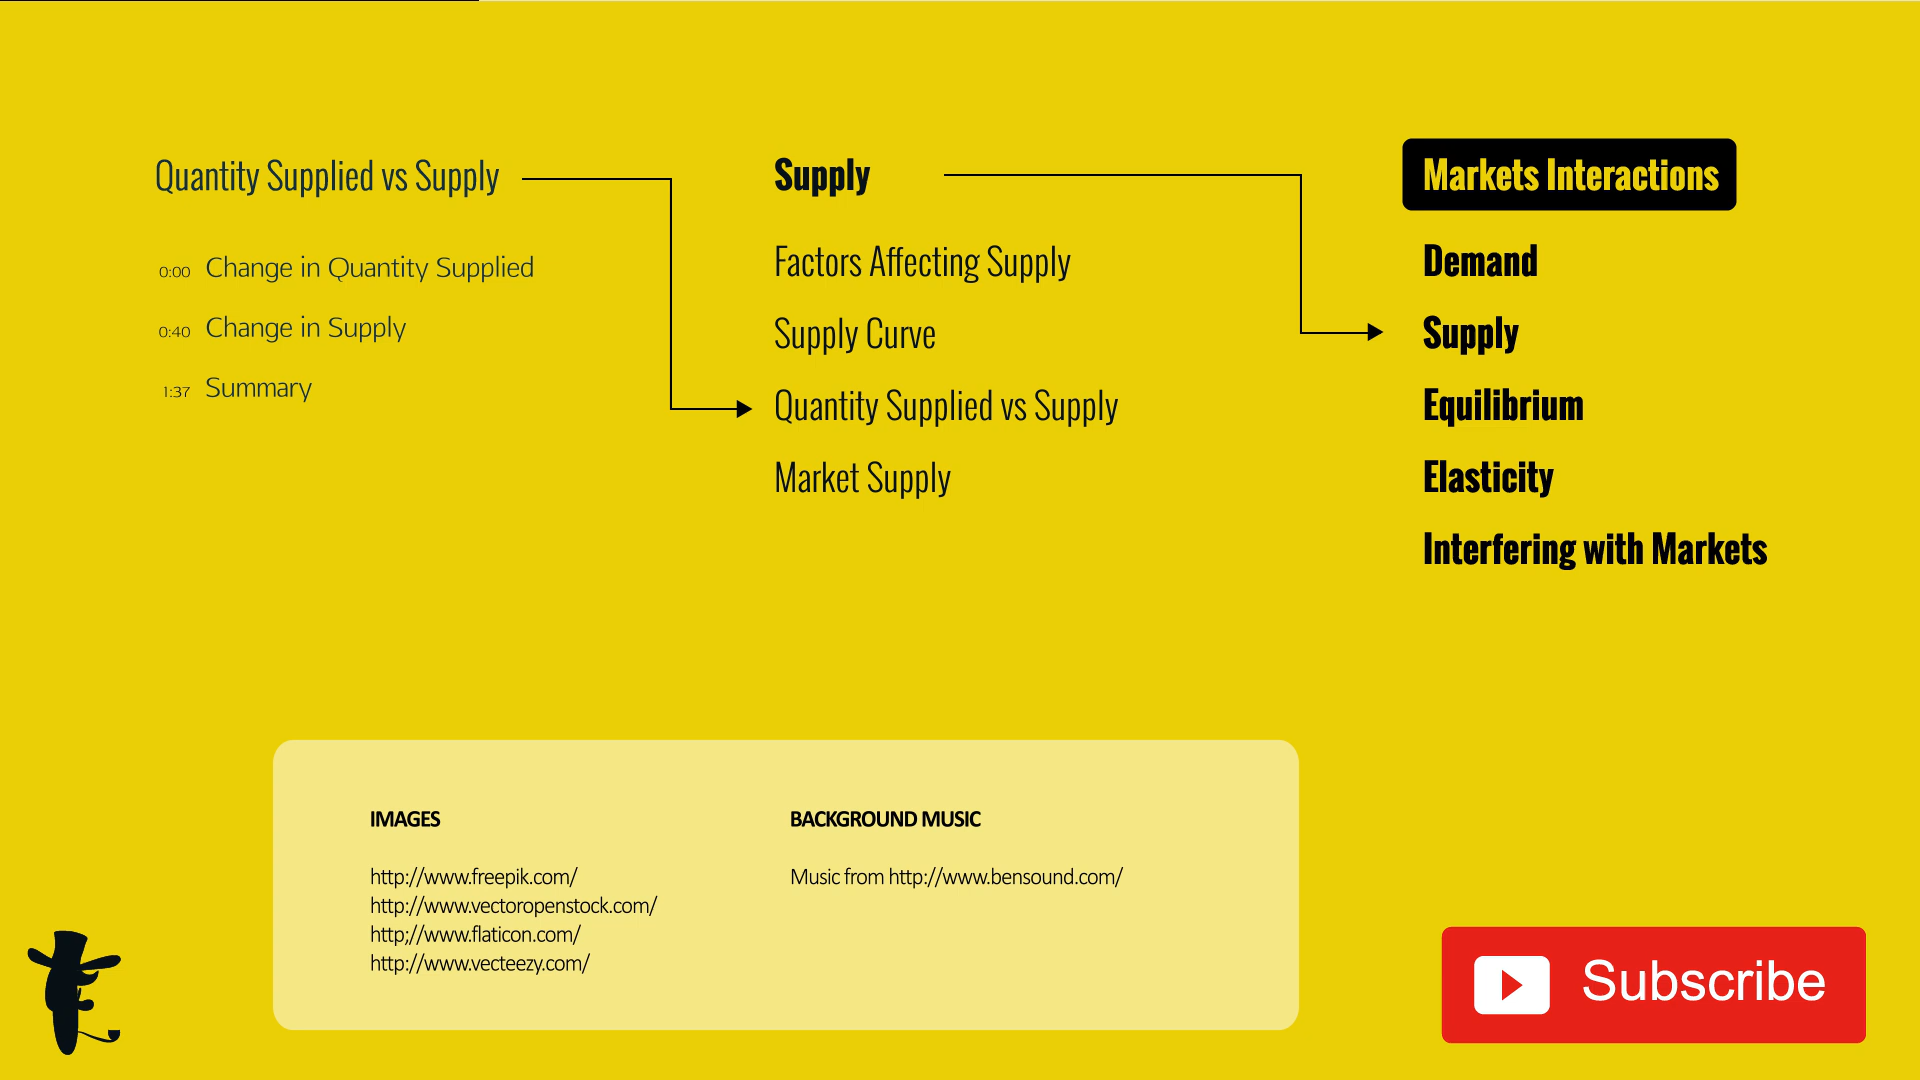 Quantity Supplied vs Supply
0:00 Change in Quantity Supplied
0:40 Change in Supply
1:37 Summary
Supply
Factors Affecting Supply
Supply Curve
Quantity Supplied vs Supply
Market Supply
Markets Interactions
Demand
Supply
Equilibrium
Elasticity
Interfering with Markets
IMAGES
http://www.freepik.com/
http://www.vectoropenstock.com/
http;//www.flaticon.com/
http://www.vecteezy.com/
BACKGROUND MUSIC
Music from http://www.bensound.com/
Subscribe